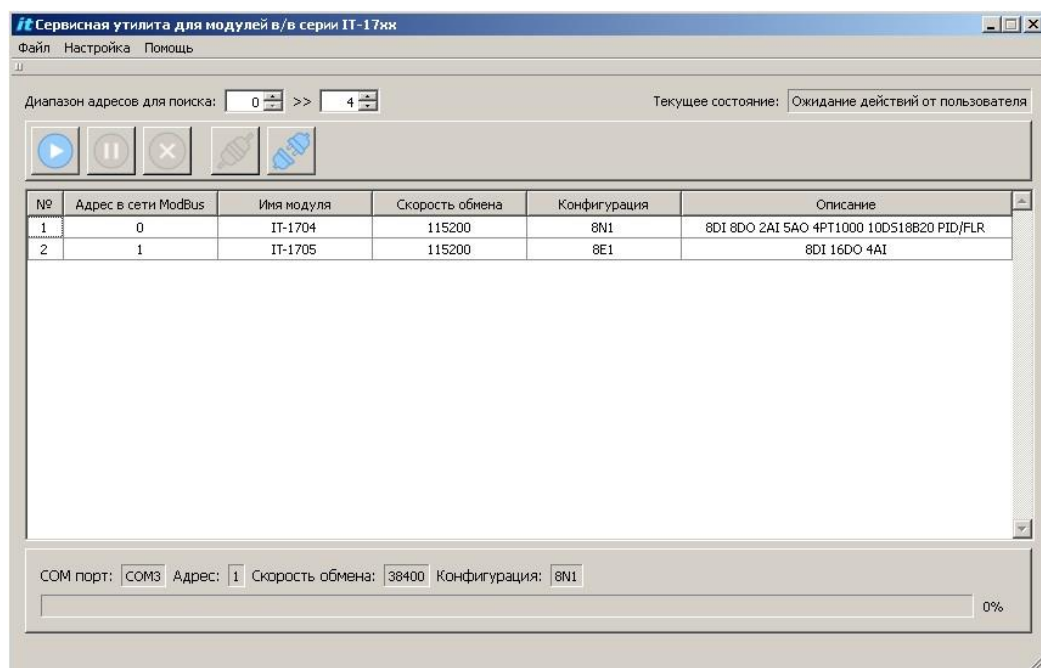 it Сервисная утилита для модулей в/в серии IT-17xx
Файл Настройка Помощь
Диапазон адресов для поиска: 0 >> 4 Текущее состояние: Ожидание действий от пользователя
№ Адрес в сети ModBus Имя модуля Скорость обмена Конфигурация Описание
1 0 IT-1704 115200 8N1 8DI 8DO 2AI 5AO 4PT1000 10DS18B20 PID/FLR
2 1 IT-1705 115200 8E1 8DI 16DO 4AI
COM порт: COM3 Адрес: 1 Скорость обмена: 38400 Конфигурация: 8N1
0%